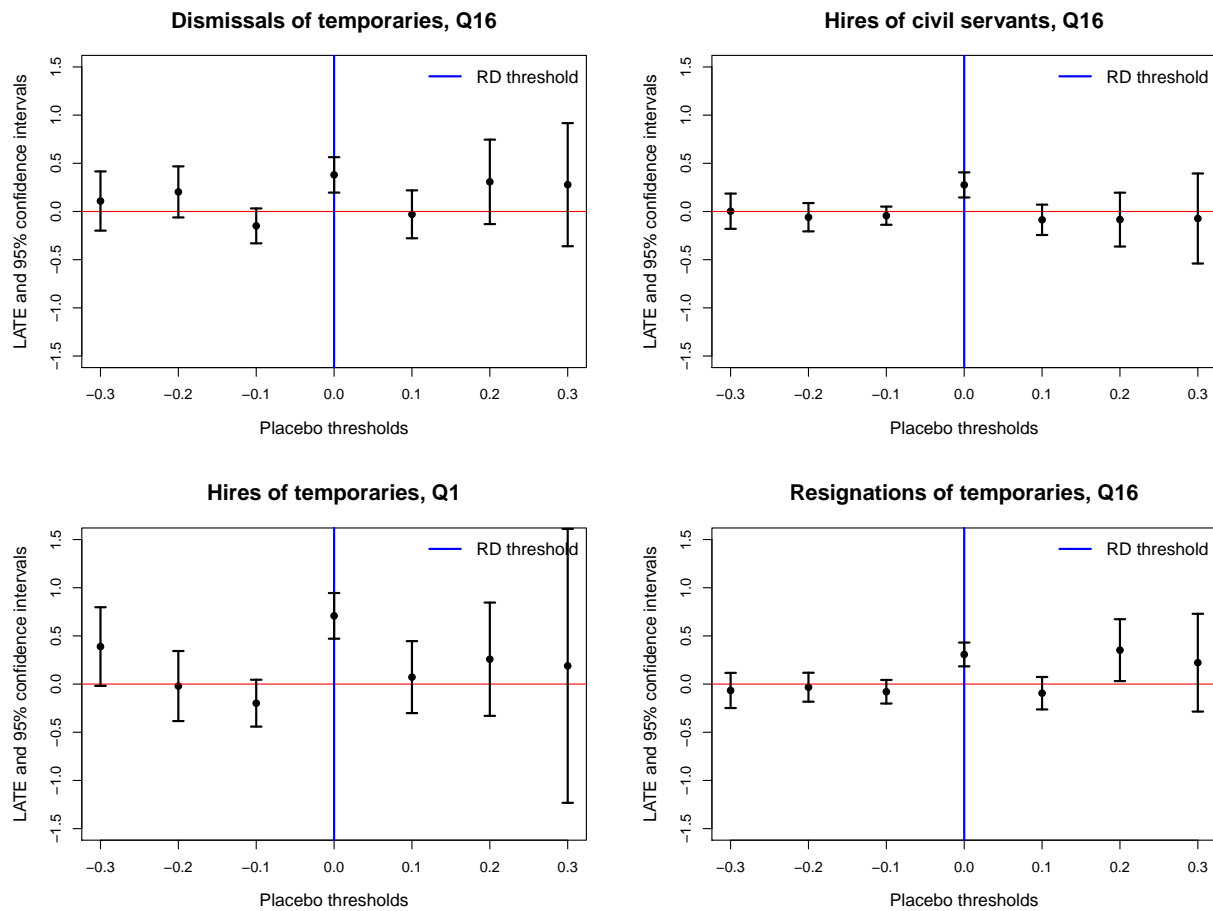 Dismissals of temporaries, Q16
LATE and 95% confidence intervals
1.5
1.0
0.5
0.0
−0.5
−1.0
−1.5
RD threshold
−0.3 −0.2 −0.1 0.0 0.1 0.2 0.3
Placebo thresholds
Hires of civil servants, Q16
LATE and 95% confidence intervals
1.5
1.0
0.5
0.0
−0.5
−1.0
−1.5
RD threshold
−0.3 −0.2 −0.1 0.0 0.1 0.2 0.3
Placebo thresholds
Hires of temporaries, Q1
LATE and 95% confidence intervals
1.5
1.0
0.5
0.0
−0.5
−1.0
−1.5
RD threshold
−0.3 −0.2 −0.1 0.0 0.1 0.2 0.3
Placebo thresholds
Resignations of temporaries, Q16
LATE and 95% confidence intervals
1.5
1.0
0.5
0.0
−0.5
−1.0
−1.5
RD threshold
−0.3 −0.2 −0.1 0.0 0.1 0.2 0.3
Placebo thresholds